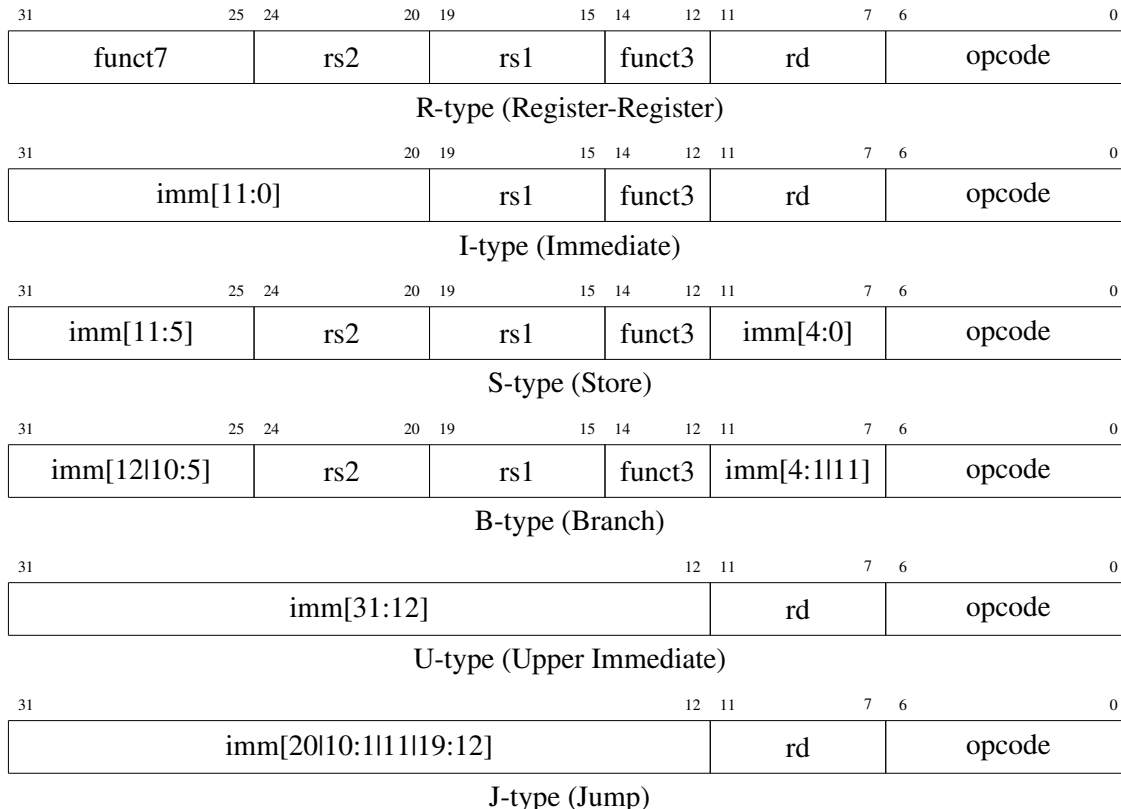 31 25 24 20 19 15 14 12 11 7 6 0
funct7 rs2 rs1 funct3 rd opcode
R-type (Register-Register)
31 20 19 15 14 12 11 7 6 0
imm[11:0] rs1 funct3 rd opcode
I-type (Immediate)
31 25 24 20 19 15 14 12 11 7 6 0
imm[11:5] rs2 rs1 funct3 imm[4:0] opcode
S-type (Store)
31 25 24 20 19 15 14 12 11 7 6 0
imm[12|10:5] rs2 rs1 funct3 imm[4:1|11] opcode
B-type (Branch)
31 12 11 7 6 0
imm[31:12] rd opcode
U-type (Upper Immediate)
31 12 11 7 6 0
imm[20|10:1|11|19:12] rd opcode
J-type (Jump)